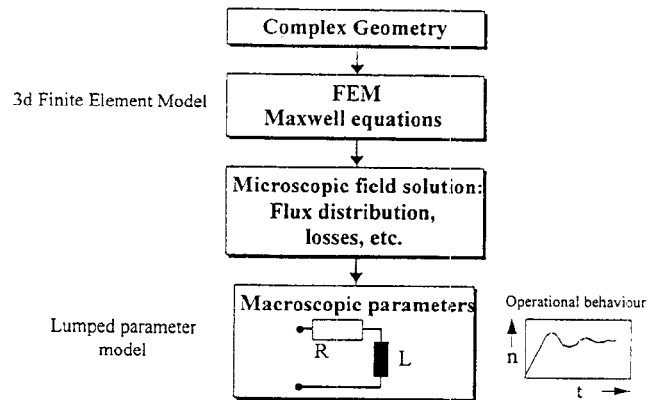 Complex Geometry
3d Finite Element Model
FEM
Maxwell equations
Microscopic field solution:
Flux distribution,
losses, etc.
Lumped parameter
model
Macroscopic parameters
R
L
Operational behaviour
n
t